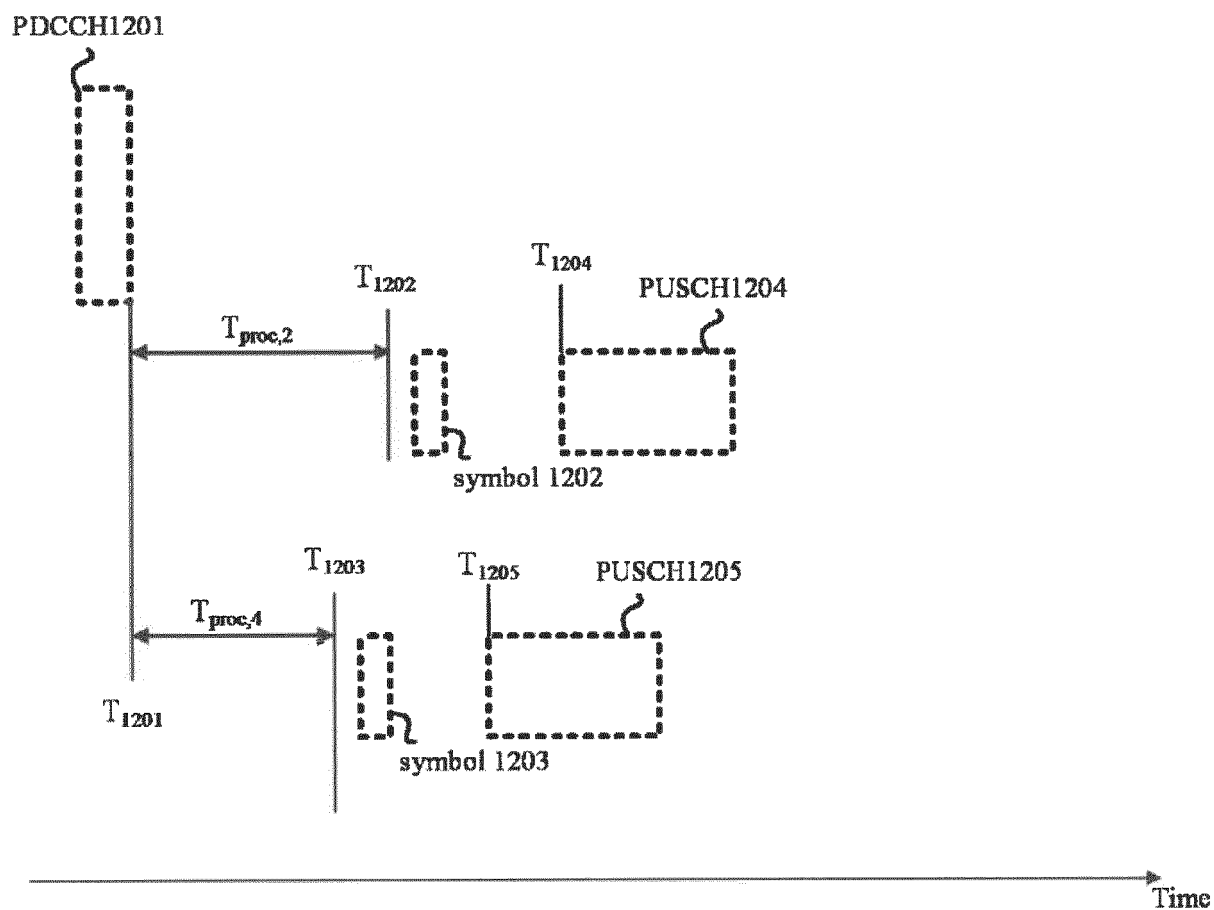 PDCCH1201
T1202
T1204
PUSCH1204
Tproc,2
symbol 1202
T1203
T1205
PUSCH1205
Tproc,4
T1201
symbol 1203
Time